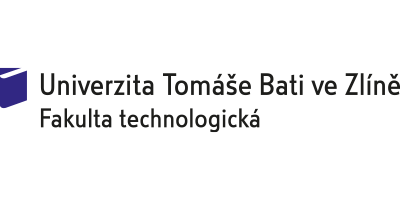 Univerzita Tomáše Bati ve Zlíně
Fakulta technologická